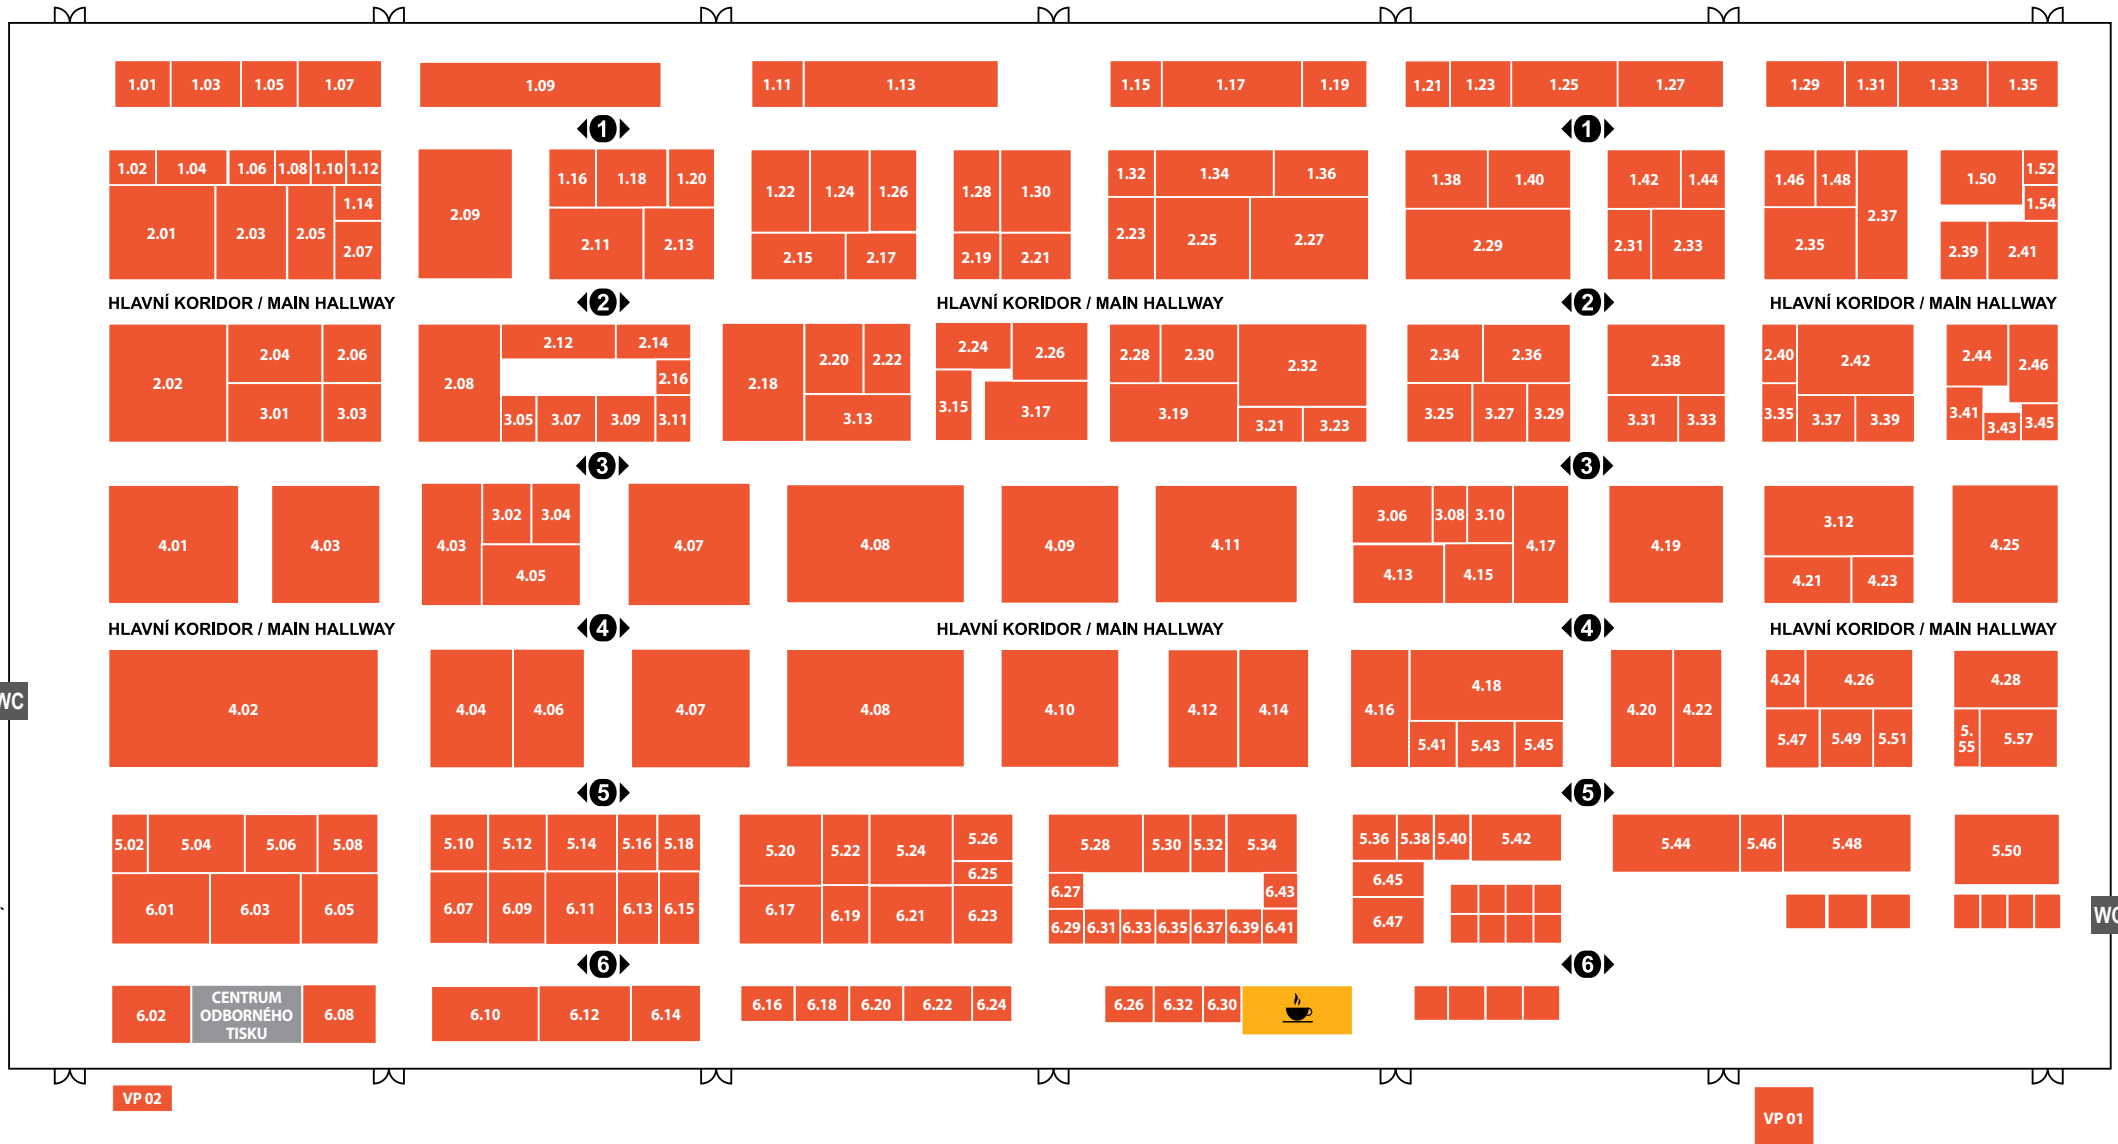 1.01 1.03 1.05 1.07 1.09 1.11 1.13 1.15 1.17 1.19 1.21 1.23 1.25 1.27 1.29 1.31 1.33 1.35
1 1
1.02 1.04 1.06 1.08 1.10 1.12 1.16 1.18 1.20 1.22 1.24 1.26 1.28 1.30 1.32 1.34 1.36 1.38 1.40 1.42 1.44 1.46 1.48 1.50 1.52
1.14 1.54
2.01 2.03 2.05 2.07 2.09 2.11 2.13 2.15 2.17 2.19 2.21 2.23 2.25 2.27 2.29 2.31 2.33 2.35 2.37 2.39 2.41
HLAVNÍ KORIDOR / MAIN HALLWAY 2 HLAVNÍ KORIDOR / MAIN HALLWAY 2 HLAVNÍ KORIDOR / MAIN HALLWAY
2.02 2.04 2.06 2.08 2.12 2.14 2.16 2.18 2.20 2.22 2.24 2.26 2.28 2.30 2.32 2.34 2.36 2.38 2.40 2.42 2.44 2.46
3.01 3.03 3.05 3.07 3.09 3.11 3.13 3.15 3.17 3.19 3.21 3.23 3.25 3.27 3.29 3.31 3.33 3.35 3.37 3.39 3.41 3.43 3.45
3 3
3.02 3.04 3.06 3.08 3.10 3.12
4.01 4.03 4.03 4.05 4.07 4.08 4.09 4.11 4.13 4.15 4.17 4.19 4.21 4.23 4.25
HLAVNÍ KORIDOR / MAIN HALLWAY 4 HLAVNÍ KORIDOR / MAIN HALLWAY 4 HLAVNÍ KORIDOR / MAIN HALLWAY
WC
4.02 4.04 4.06 4.07 4.08 4.10 4.12 4.14 4.16 4.18 4.20 4.22 4.24 4.26 4.28
5.41 5.43 5.45 5.47 5.49 5.51 5.
55 5.57
5 5
5.02 5.04 5.06 5.08 5.10 5.12 5.14 5.16 5.18 5.20 5.22 5.24 5.26 5.28 5.30 5.32 5.34 5.36 5.38 5.40 5.42 5.44 5.46 5.48 5.50
6.25 6.27 6.43 6.45
6.01 6.03 6.05 6.07 6.09 6.11 6.13 6.15 6.17 6.19 6.21 6.23 6.29 6.31 6.33 6.35 6.37 6.39 6.41 6.47
WC
6 6
6.02
CENTRUM
ODBORNÉHO
TISKU
6.08 6.10 6.12 6.14 6.16 6.18 6.20 6.22 6.24 6.26 6.32 6.30
VP 02
VP 01